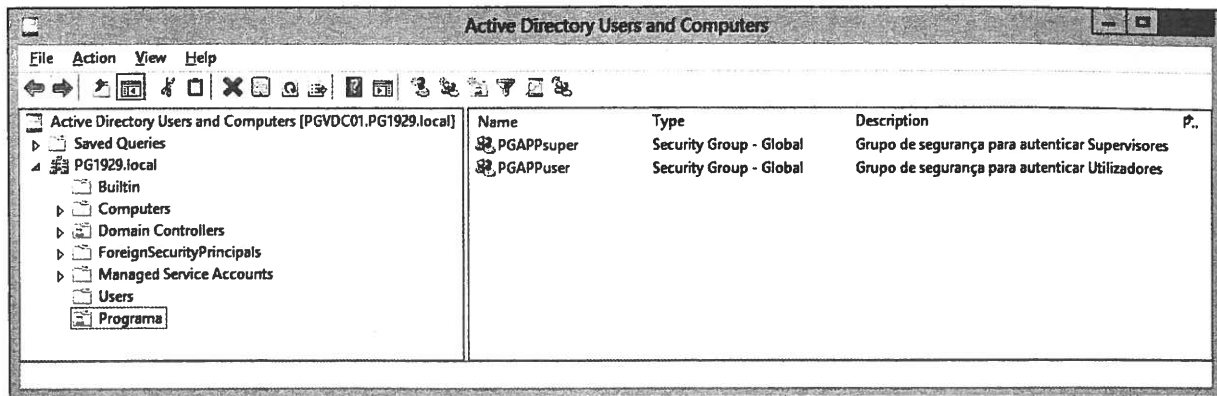 Active Directory Users and Computers
File Action View Help
Active Directory Users and Computers [PGVDC01.PG1929.local]
Saved Queries
PG1929.local
Builtin
Computers
Domain Controllers
ForeignSecurityPrincipals
Managed Service Accounts
Users
Programa
Name Type Description
PGAPPsuper Security Group - Global Grupo de segurança para autenticar Supervisores
PGAPPuser Security Group - Global Grupo de segurança para autenticar Utilizadores